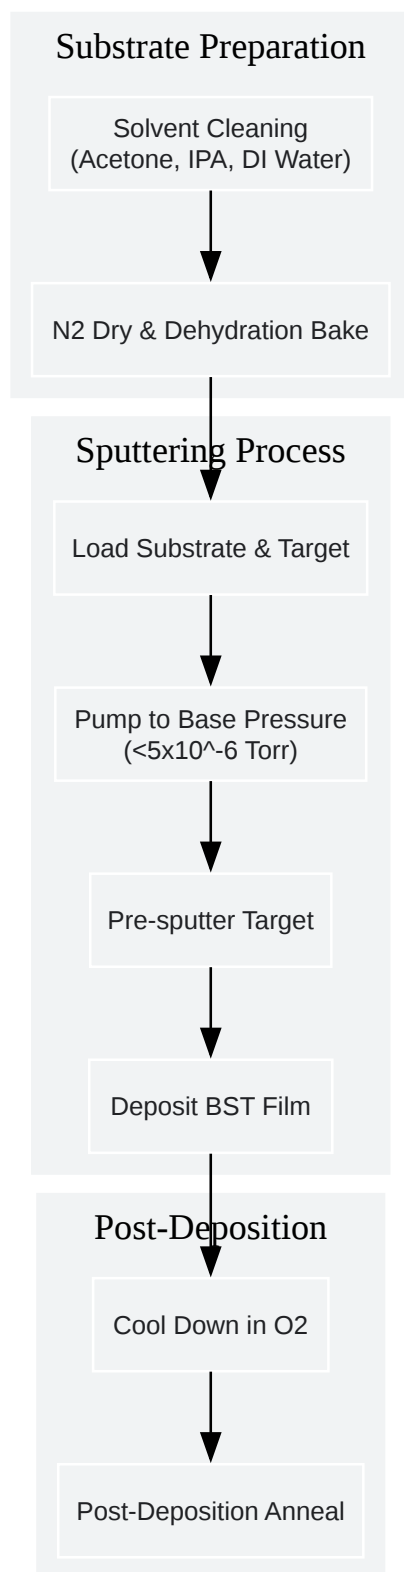 Substrate Preparation
Solvent Cleaning
(Acetone, IPA, DI Water)
N2 Dry & Dehydration Bake
Sputtering Process
Load Substrate & Target
Pump to Base Pressure
(<5x10^-6 Torr)
Pre-sputter Target
Deposit BST Film
Post-Deposition
Cool Down in O2
Post-Deposition Anneal